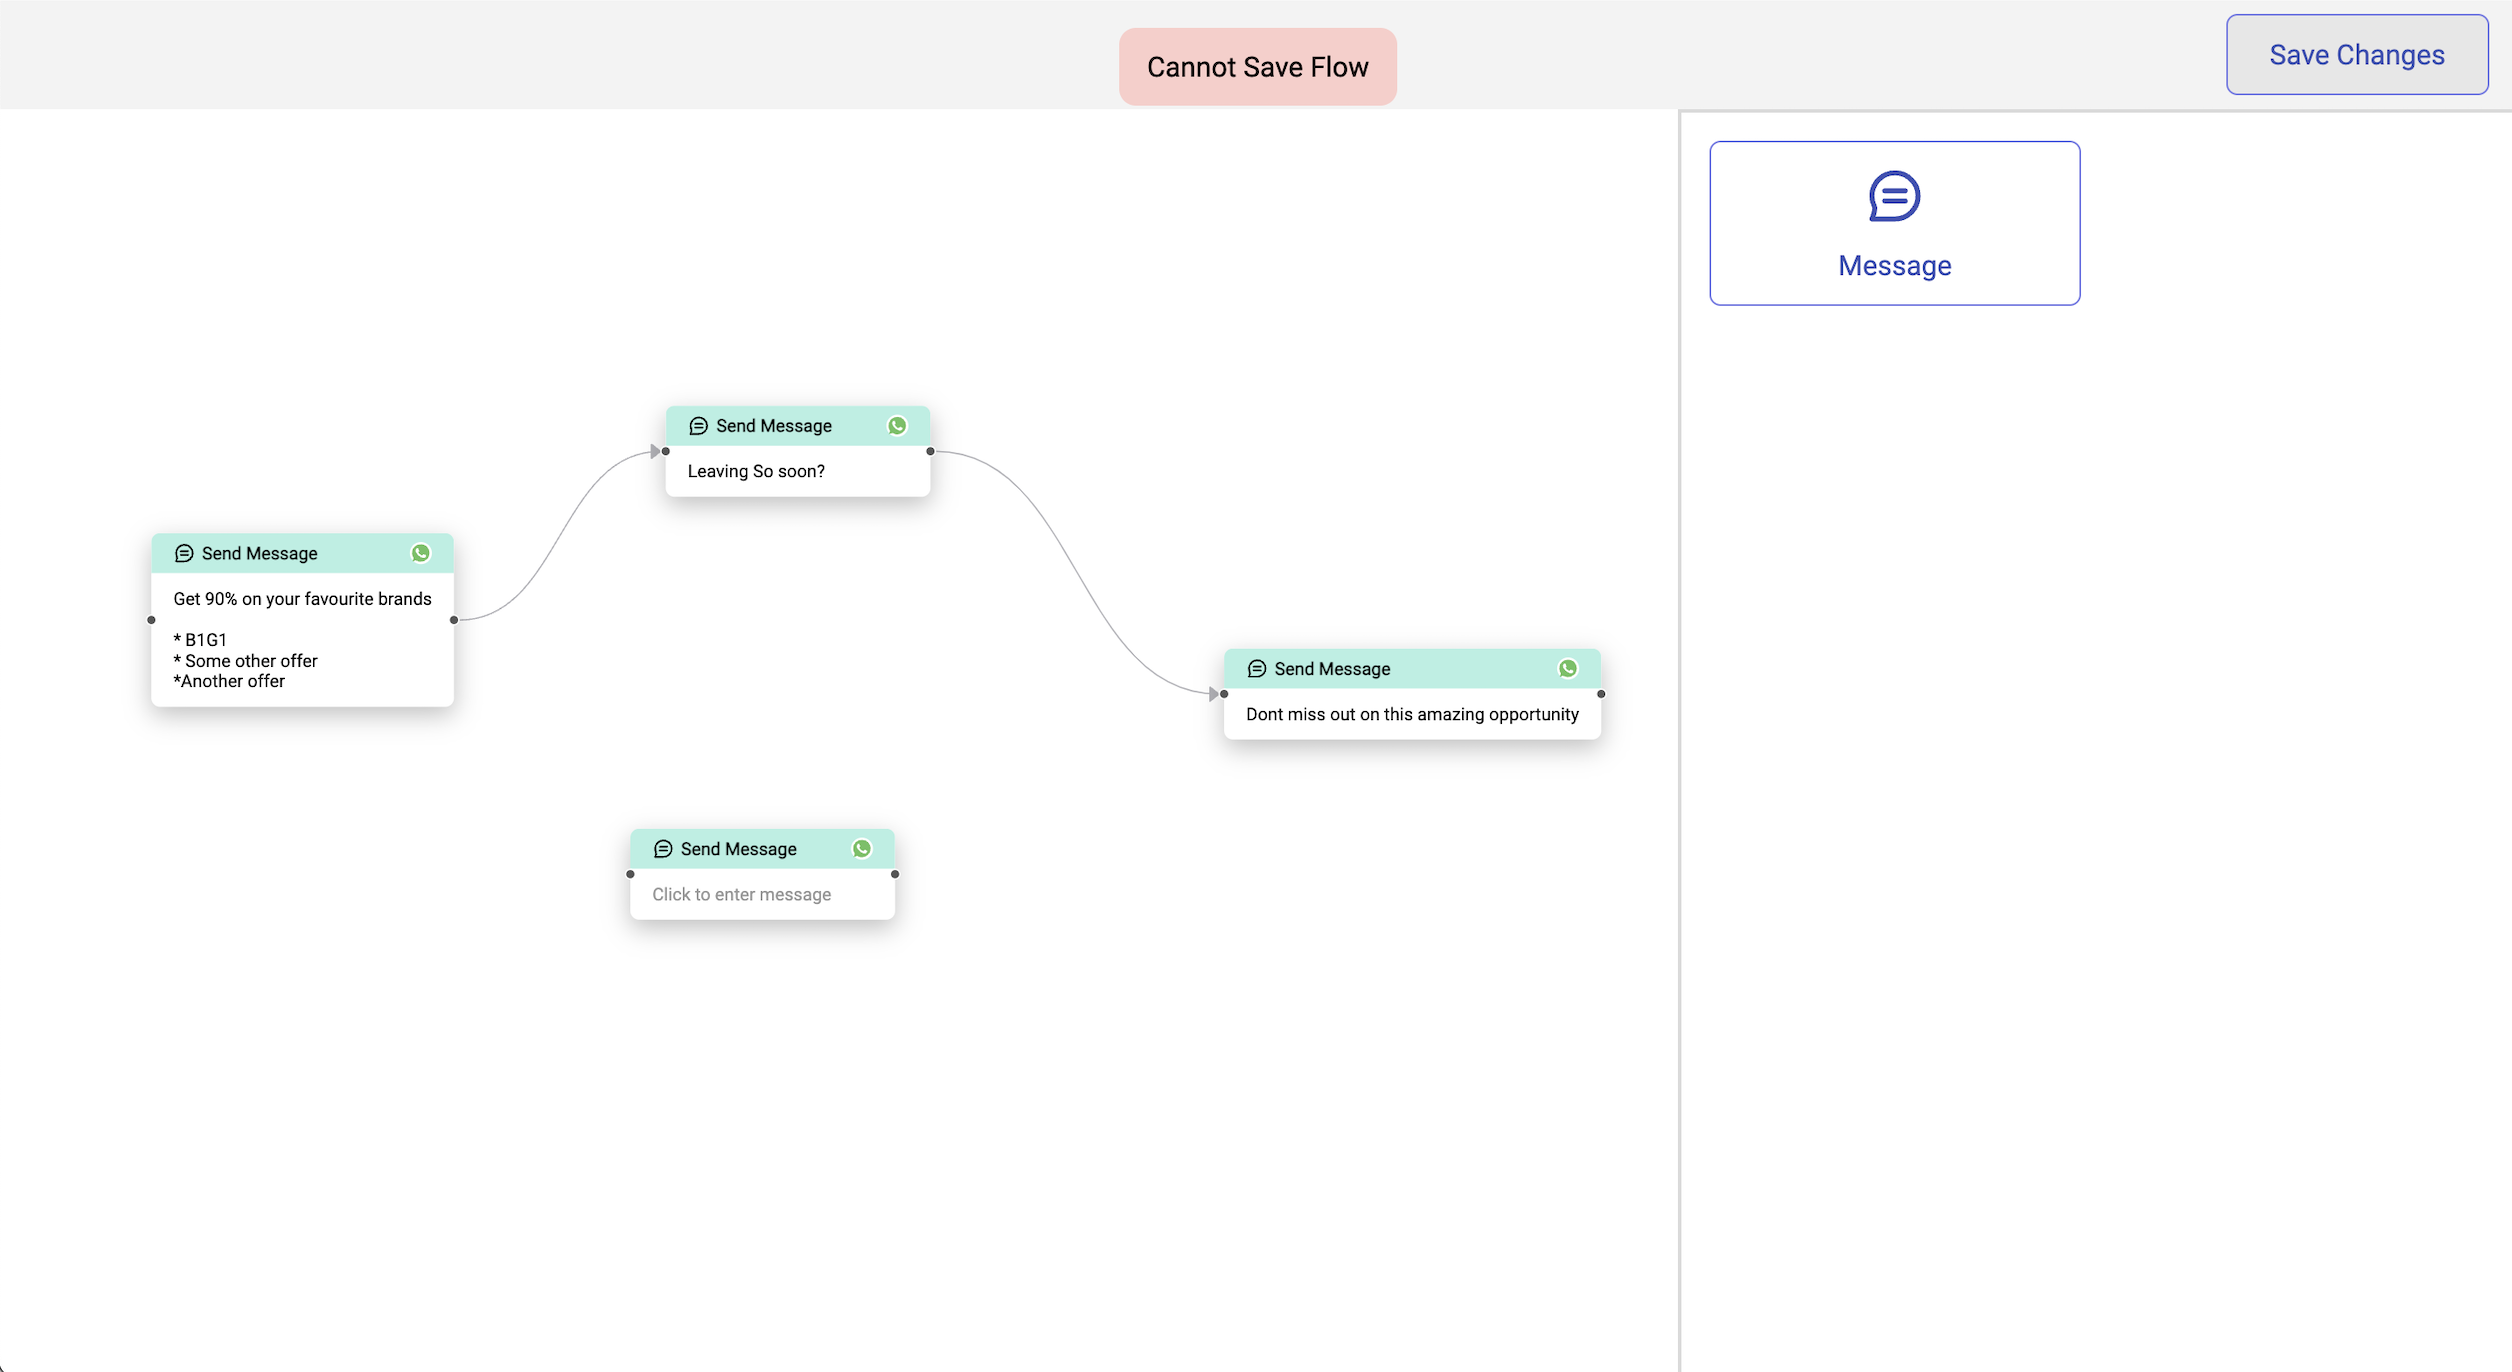 Cannot Save Flow
Save Changes
Message
Send Message
Leaving So soon?
Send Message
Get 90% on your favourite brands
* B1G1
* Some other offer
*Another offer
Send Message
Dont miss out on this amazing opportunity
Send Message
Click to enter message